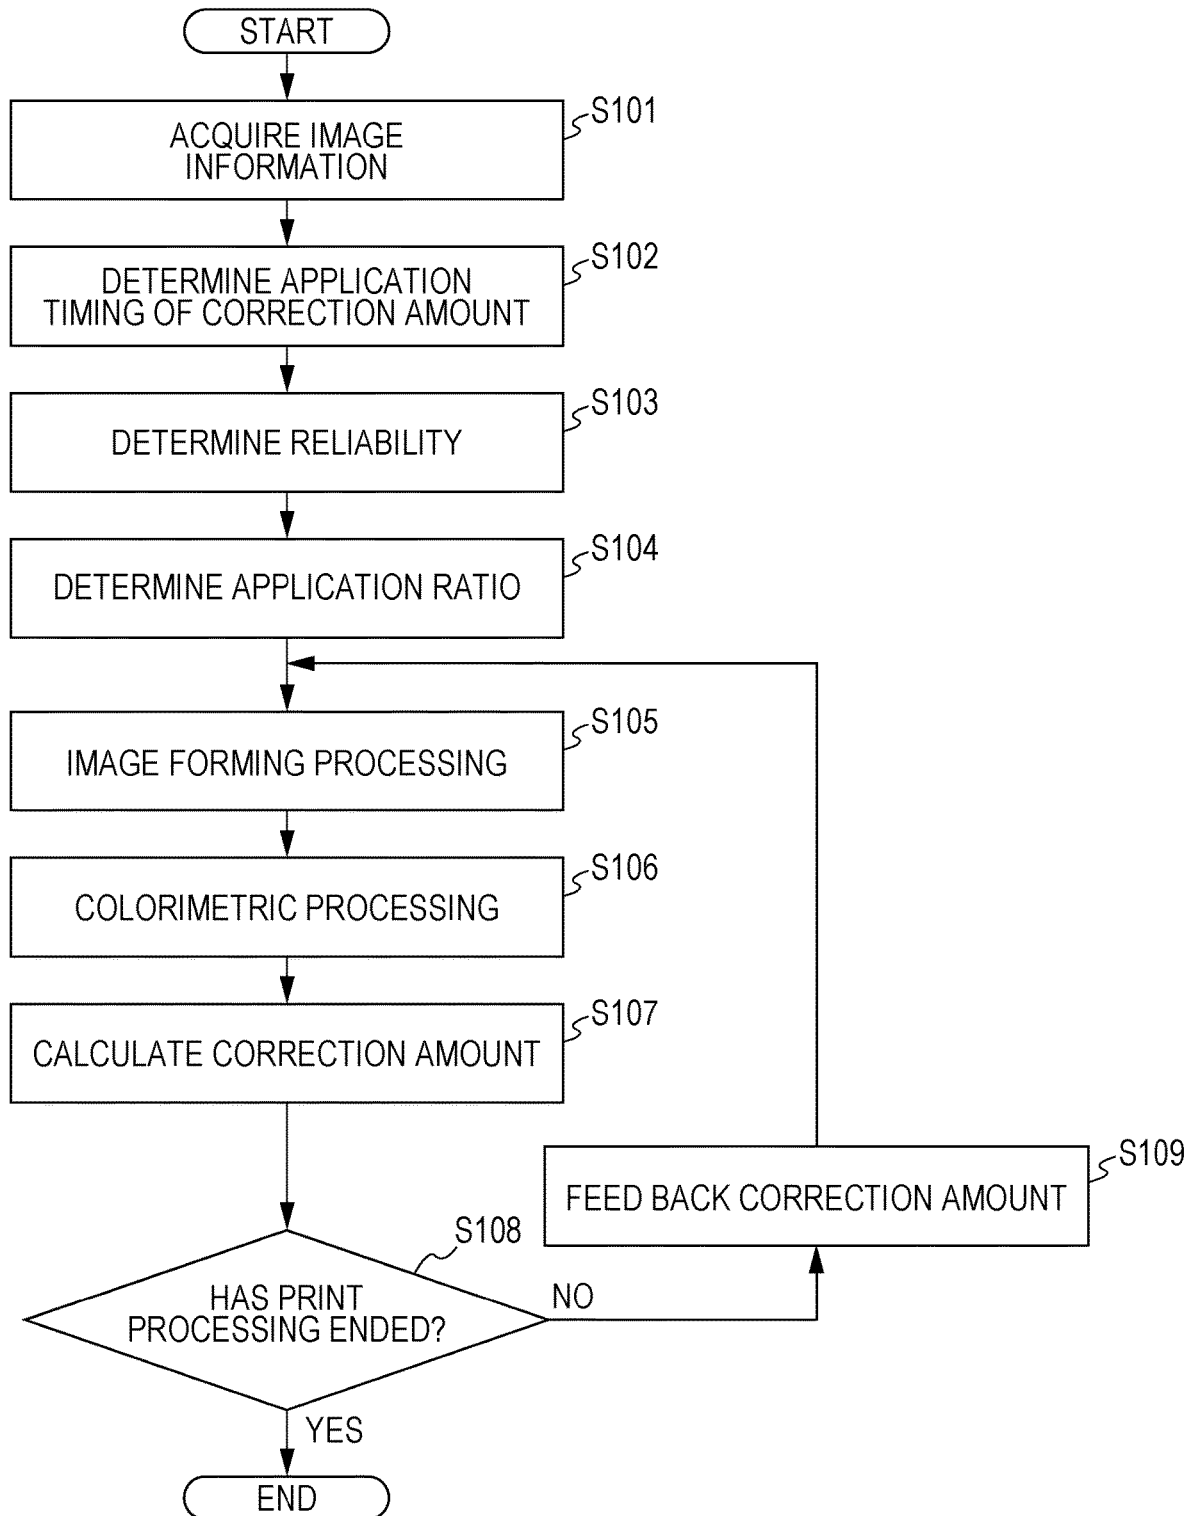 START
S101
ACQUIRE IMAGE
INFORMATION
S102
DETERMINE APPLICATION
TIMING OF CORRECTION AMOUNT
S103
DETERMINE RELIABILITY
S104
DETERMINE APPLICATION RATIO
S105
IMAGE FORMING PROCESSING
S106
COLORIMETRIC PROCESSING
S107
CALCULATE CORRECTION AMOUNT
S109
FEED BACK CORRECTION AMOUNT
S108
HAS PRINT
PROCESSING ENDED?
NO
YES
END